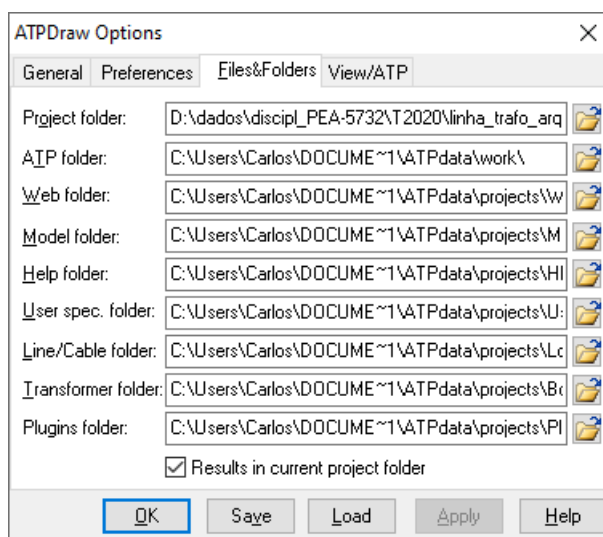 ATPDraw Options
General Preferences Files&Folders View/ATP
Project folder: D:\dados\discipl_PEA-5732\T2020\linha_trafo_arq
ATP folder: C:\Users\Carlos\DOCUME~1\ATPdata\work\
Web folder: C:\Users\Carlos\DOCUME~1\ATPdata\projects\W
Model folder: C:\Users\Carlos\DOCUME~1\ATPdata\projects\M
Help folder: C:\Users\Carlos\DOCUME~1\ATPdata\projects\Hl
User spec. folder: C:\Users\Carlos\DOCUME~1\ATPdata\projects\U:
Line/Cable folder: C:\Users\Carlos\DOCUME~1\ATPdata\projects\Lc
Transformer folder: C:\Users\Carlos\DOCUME~1\ATPdata\projects\Bc
Plugins folder: C:\Users\Carlos\DOCUME~1\ATPdata\projects\Pl
Results in current project folder
OK Save Load Apply Help